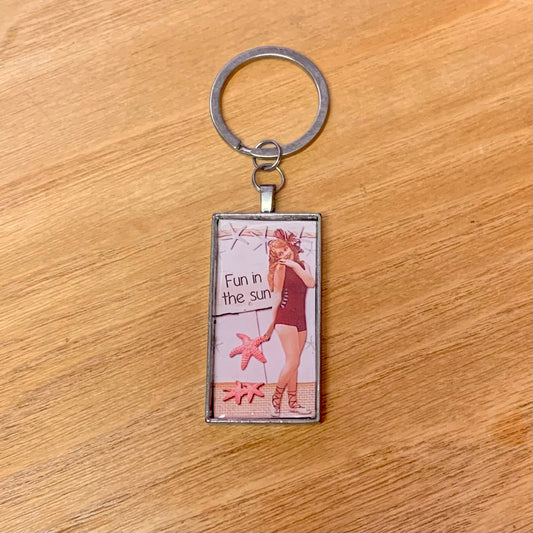 Fun in
the sun